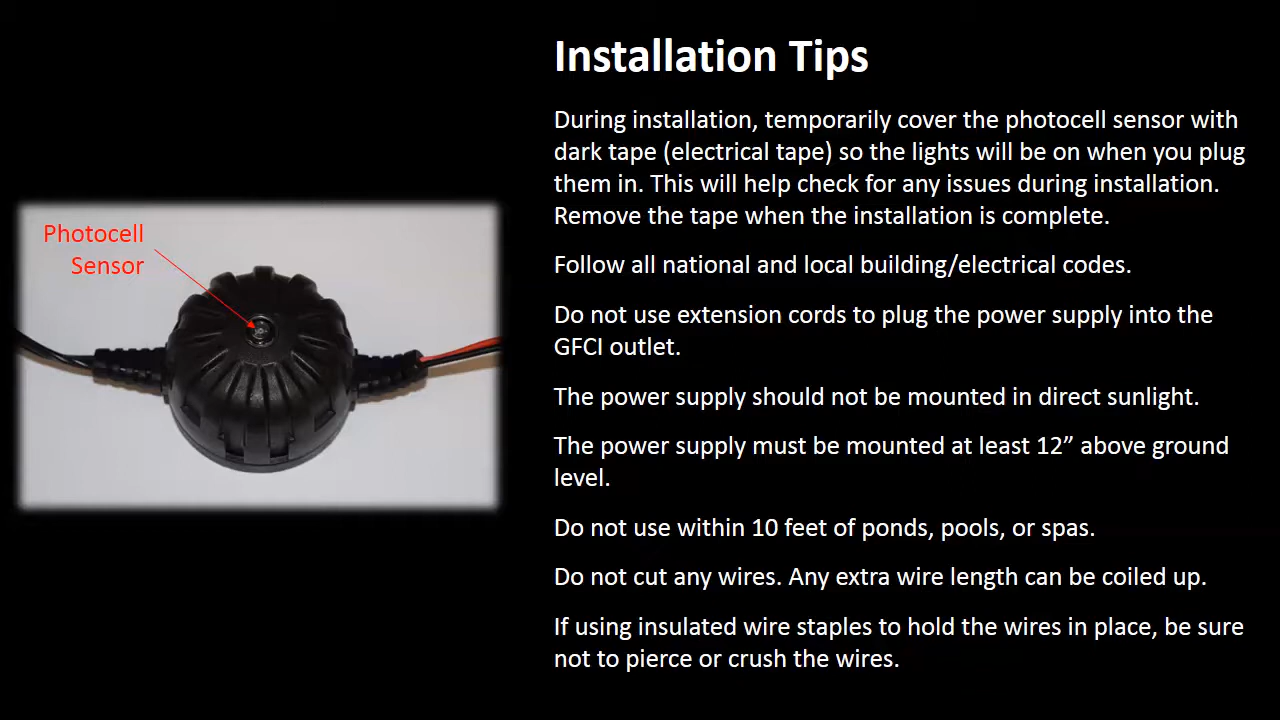 Installation Tips
During installation, temporarily cover the photocell sensor with
dark tape (electrical tape) so the lights will be on when you plug
them in. This will help check for any issues during installation.
Remove the tape when the installation is complete.
Follow all national and local building/electrical codes.
Do not use extension cords to plug the power supply into the
GFCI outlet.
The power supply should not be mounted in direct sunlight.
The power supply must be mounted at least 12” above ground
level.
Do not use within 10 feet of ponds, pools, or spas.
Do not cut any wires. Any extra wire length can be coiled up.
If using insulated wire staples to hold the wires in place, be sure
not to pierce or crush the wires.
Photocell
Sensor